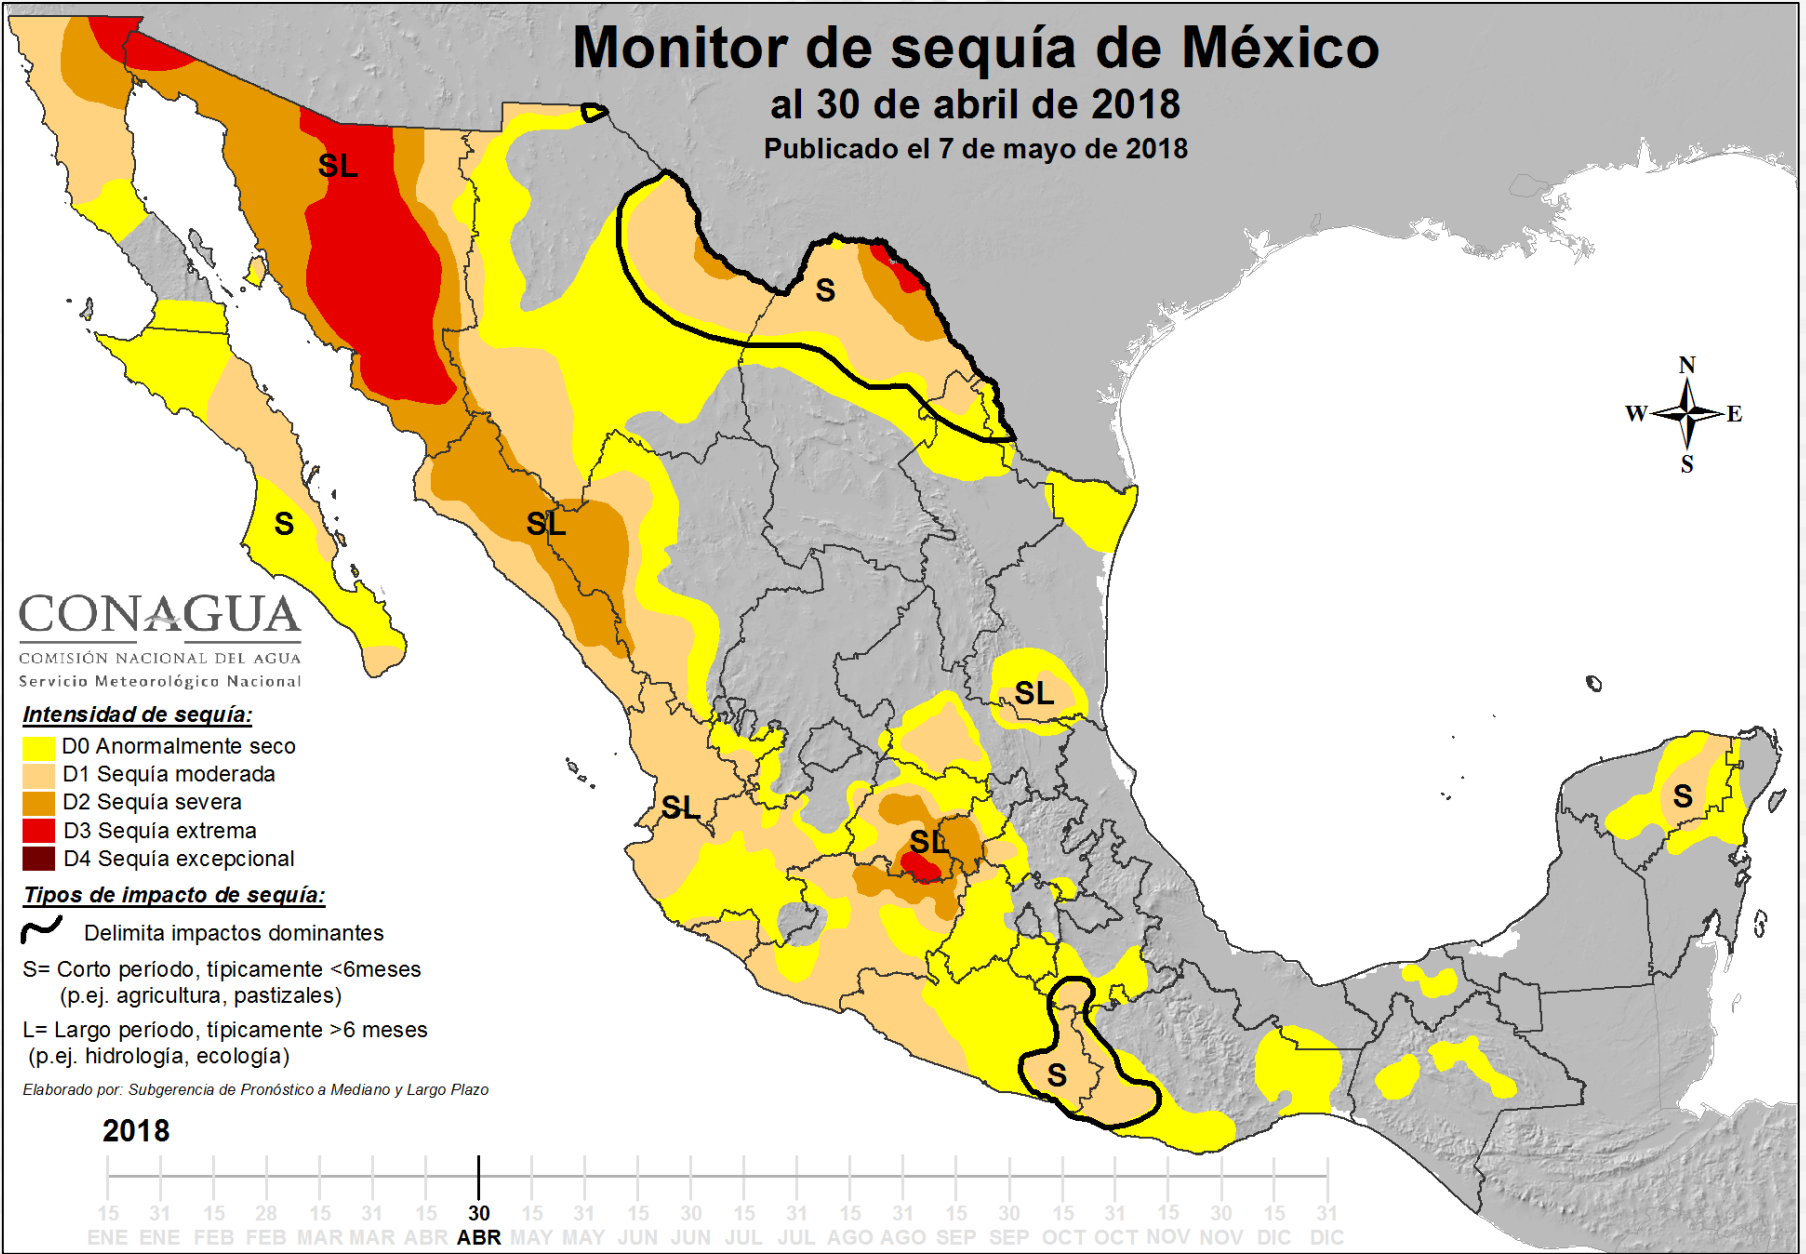 Monitor de sequía de México
al 30 de abril de 2018
Publicado el 7 de mayo de 2018
SL
S
N
W E
S
S
SL
CONAGUA
COMISIÓN NACIONAL DEL AGUA
Servicio Meteorológico Nacional
SL
Intensidad de sequía:
D0 Anormalmente seco
D1 Sequía moderada
D2 Sequía severa
D3 Sequía extrema
D4 Sequía excepcional
SL
S
SL
Tipos de impacto de sequía:
Delimita impactos dominantes
S= Corto período, típicamente <6meses
(p.ej. agricultura, pastizales)
L= Largo período, típicamente >6 meses
(p.ej. hidrología, ecología)
S
Elaborado por: Subgerencia de Pronóstico a Mediano y Largo Plazo
2018
15 31 15 28 15 31 15 30 15 31 15 30 15 31 15 31 15 30 15 31 15 30 15 31
ENE ENE FEB FEB MAR MAR ABR ABR MAY MAY JUN JUN JUL JUL AGO AGO SEP SEP OCT OCT NOV NOV DIC DIC